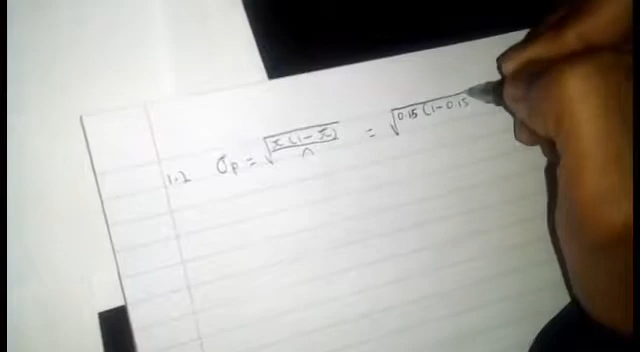 1.2 σp = √π(1-π)/n = √0.15(1-0.15